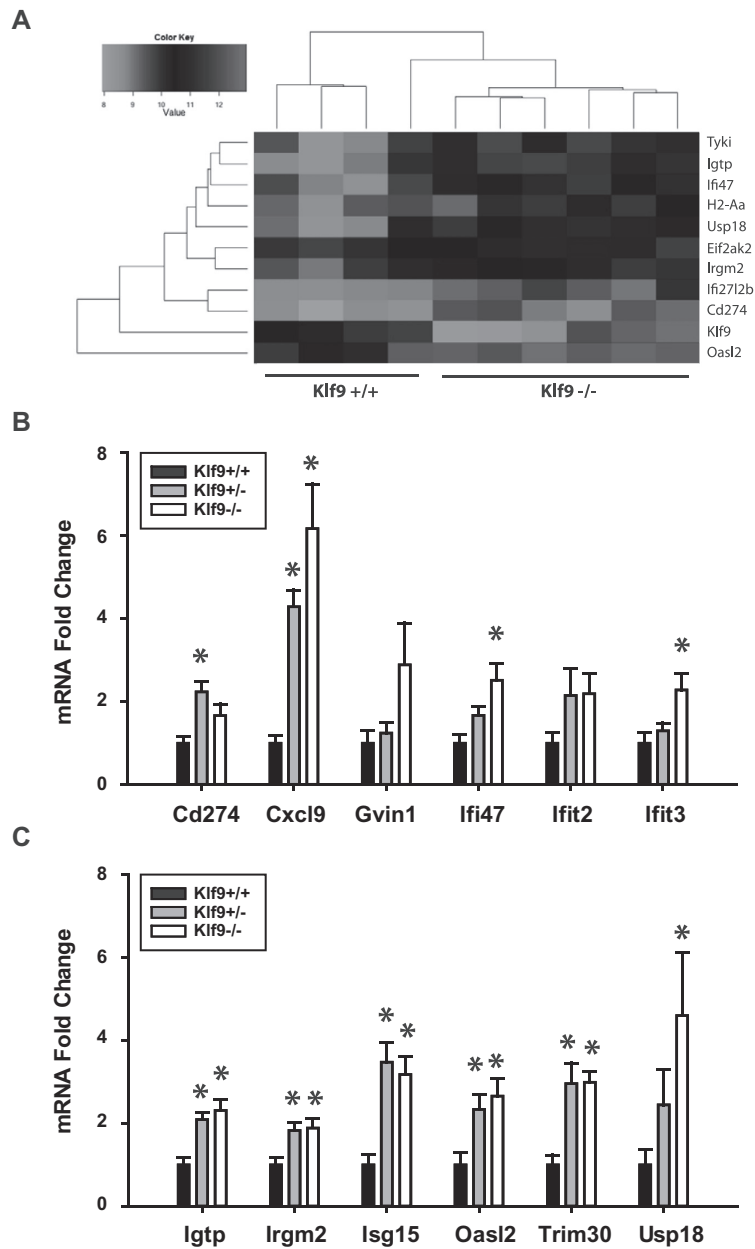 A
Color Key
8 9 10 11 12
Value
Tyki
Igtp
Ifi47
H2-Aa
Usp18
Eif2ak2
Irgm2
Ifi27l2b
Cd274
Klf9
Oasl2
Klf9 +/+
Klf9 -/-
B
mRNA Fold Change
8
6
4
2
0
Klf9+/+
Klf9+/-
Klf9-/-
*
*
*
*
*
Cd274 Cxcl9 Gvin1 Ifi47 Ifit2 Ifit3
C
mRNA Fold Change
8
6
4
2
0
Klf9+/+
Klf9+/-
Klf9-/-
* *
* *
* *
* *
* *
*
Igtp Irgm2 Isg15 Oasl2 Trim30 Usp18